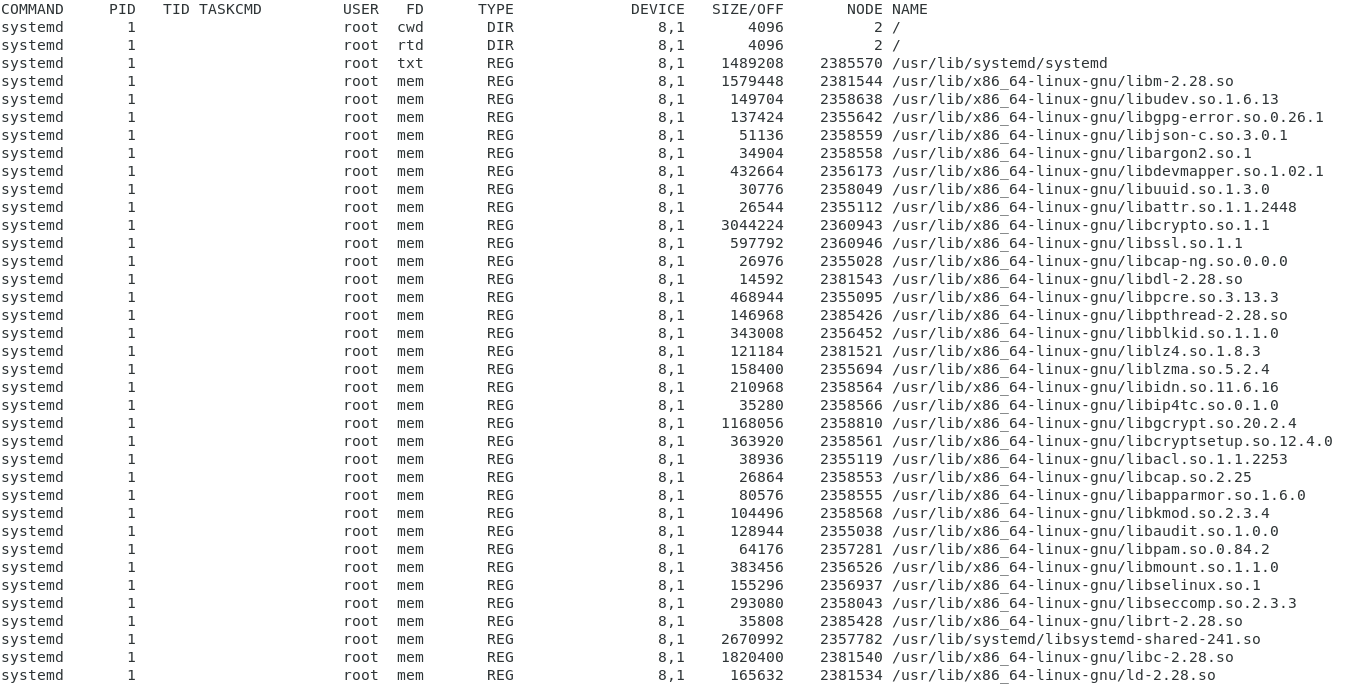 COMMAND     PID   TID TASKCMD         USER   FD      TYPE             DEVICE   SIZE/OFF       NODE NAME
systemd       1                       root  cwd       DIR                8,1       4096          2 /
systemd       1                       root  rtd       DIR                8,1       4096          2 /
systemd       1                       root  txt       REG                8,1    1489208    2385570 /usr/lib/systemd/systemd
systemd       1                       root  mem       REG                8,1    1579448    2381544 /usr/lib/x86_64-linux-gnu/libm-2.28.so
systemd       1                       root  mem       REG                8,1     149704    2358638 /usr/lib/x86_64-linux-gnu/libudev.so.1.6.13
systemd       1                       root  mem       REG                8,1     137424    2355642 /usr/lib/x86_64-linux-gnu/libgpg-error.so.0.26.1
systemd       1                       root  mem       REG                8,1      51136    2358559 /usr/lib/x86_64-linux-gnu/libjson-c.so.3.0.1
systemd       1                       root  mem       REG                8,1      34904    2358558 /usr/lib/x86_64-linux-gnu/libargon2.so.1
systemd       1                       root  mem       REG                8,1     432664    2356173 /usr/lib/x86_64-linux-gnu/libdevmapper.so.1.02.1
systemd       1                       root  mem       REG                8,1      30776    2358049 /usr/lib/x86_64-linux-gnu/libuuid.so.1.3.0
systemd       1                       root  mem       REG                8,1      26544    2355112 /usr/lib/x86_64-linux-gnu/libattr.so.1.1.2448
systemd       1                       root  mem       REG                8,1    3044224    2360943 /usr/lib/x86_64-linux-gnu/libcrypto.so.1.1
systemd       1                       root  mem       REG                8,1     597792    2360946 /usr/lib/x86_64-linux-gnu/libssl.so.1.1
systemd       1                       root  mem       REG                8,1      26976    2355028 /usr/lib/x86_64-linux-gnu/libcap-ng.so.0.0.0
systemd       1                       root  mem       REG                8,1      14592    2381543 /usr/lib/x86_64-linux-gnu/libdl-2.28.so
systemd       1                       root  mem       REG                8,1     468944    2355095 /usr/lib/x86_64-linux-gnu/libpcre.so.3.13.3
systemd       1                       root  mem       REG                8,1     146968    2385426 /usr/lib/x86_64-linux-gnu/libpthread-2.28.so
systemd       1                       root  mem       REG                8,1     343008    2356452 /usr/lib/x86_64-linux-gnu/libblkid.so.1.1.0
systemd       1                       root  mem       REG                8,1     121184    2381521 /usr/lib/x86_64-linux-gnu/liblz4.so.1.8.3
systemd       1                       root  mem       REG                8,1     158400    2355694 /usr/lib/x86_64-linux-gnu/liblzma.so.5.2.4
systemd       1                       root  mem       REG                8,1     210968    2358564 /usr/lib/x86_64-linux-gnu/libidn.so.11.6.16
systemd       1                       root  mem       REG                8,1      35280    2358566 /usr/lib/x86_64-linux-gnu/libip4tc.so.0.1.0
systemd       1                       root  mem       REG                8,1    1168056    2358810 /usr/lib/x86_64-linux-gnu/libgcrypt.so.20.2.4
systemd       1                       root  mem       REG                8,1     363920    2358561 /usr/lib/x86_64-linux-gnu/libcryptsetup.so.12.4.0
systemd       1                       root  mem       REG                8,1      38936    2355119 /usr/lib/x86_64-linux-gnu/libacl.so.1.1.2253
systemd       1                       root  mem       REG                8,1      26864    2358553 /usr/lib/x86_64-linux-gnu/libcap.so.2.25
systemd       1                       root  mem       REG                8,1      80576    2358555 /usr/lib/x86_64-linux-gnu/libapparmor.so.1.6.0
systemd       1                       root  mem       REG                8,1     104496    2358568 /usr/lib/x86_64-linux-gnu/libkmod.so.2.3.4
systemd       1                       root  mem       REG                8,1     128944    2355038 /usr/lib/x86_64-linux-gnu/libaudit.so.1.0.0
systemd       1                       root  mem       REG                8,1      64176    2357281 /usr/lib/x86_64-linux-gnu/libpam.so.0.84.2
systemd       1                       root  mem       REG                8,1     383456    2356526 /usr/lib/x86_64-linux-gnu/libmount.so.1.1.0
systemd       1                       root  mem       REG                8,1     155296    2356937 /usr/lib/x86_64-linux-gnu/libselinux.so.1
systemd       1                       root  mem       REG                8,1     293080    2358043 /usr/lib/x86_64-linux-gnu/libseccomp.so.2.3.3
systemd       1                       root  mem       REG                8,1      35808    2385428 /usr/lib/x86_64-linux-gnu/librt-2.28.so
systemd       1                       root  mem       REG                8,1    2670992    2357782 /usr/lib/systemd/libsystemd-shared-241.so
systemd       1                       root  mem       REG                8,1    1820400    2381540 /usr/lib/x86_64-linux-gnu/libc-2.28.so
systemd       1                       root  mem       REG                8,1     165632    2381534 /usr/lib/x86_64-linux-gnu/ld-2.28.so